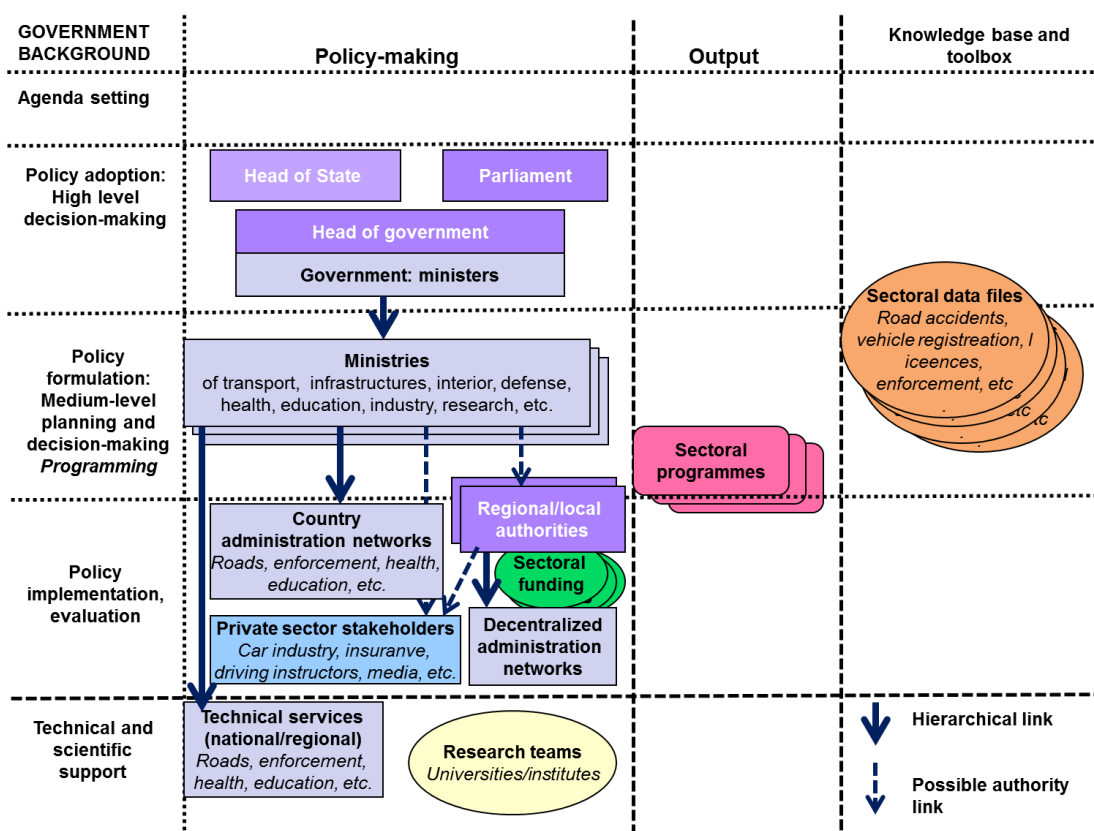 GOVERNMENT
BACKGROUND
Policy-making
Output
Knowledge base and
toolbox
Agenda setting
Policy adoption:
High level
decision-making
Head of State
Parliament
Head of government
Government: ministers
Policy
formulation:
Medium-level
planning and
decision-making
Programming
Ministries
of transport, infrastructures, interior, defense,
health, education, industry, research, etc.
Sectoral data files
Road accidents,
vehicle registreation, l
iceences,
enforcement, etc
etc
etc
Sectoral
programmes
Policy
implementation,
evaluation
Country
administration networks
Roads, enforcement, health,
education, etc.
Regional/local
authorities
Sectoral
funding
Private sector stakeholders
Car industry, insuranve,
driving instructors, media, etc.
Decentralized
administration
networks
Technical and
scientific
support
Technical services
(national/regional)
Roads, enforcement,
health, education, etc.
Research teams
Universities/institutes
Hierarchical link
Possible authority
link